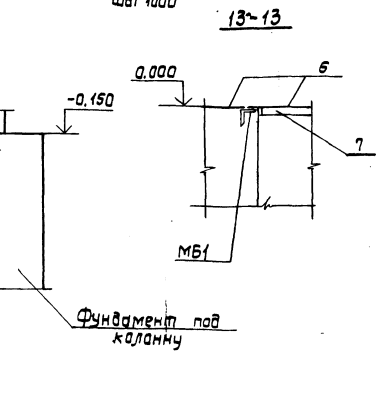 шаг 1000
13-13
0.000
6
-0.150
7
МБ1
Фундамент под
колонну